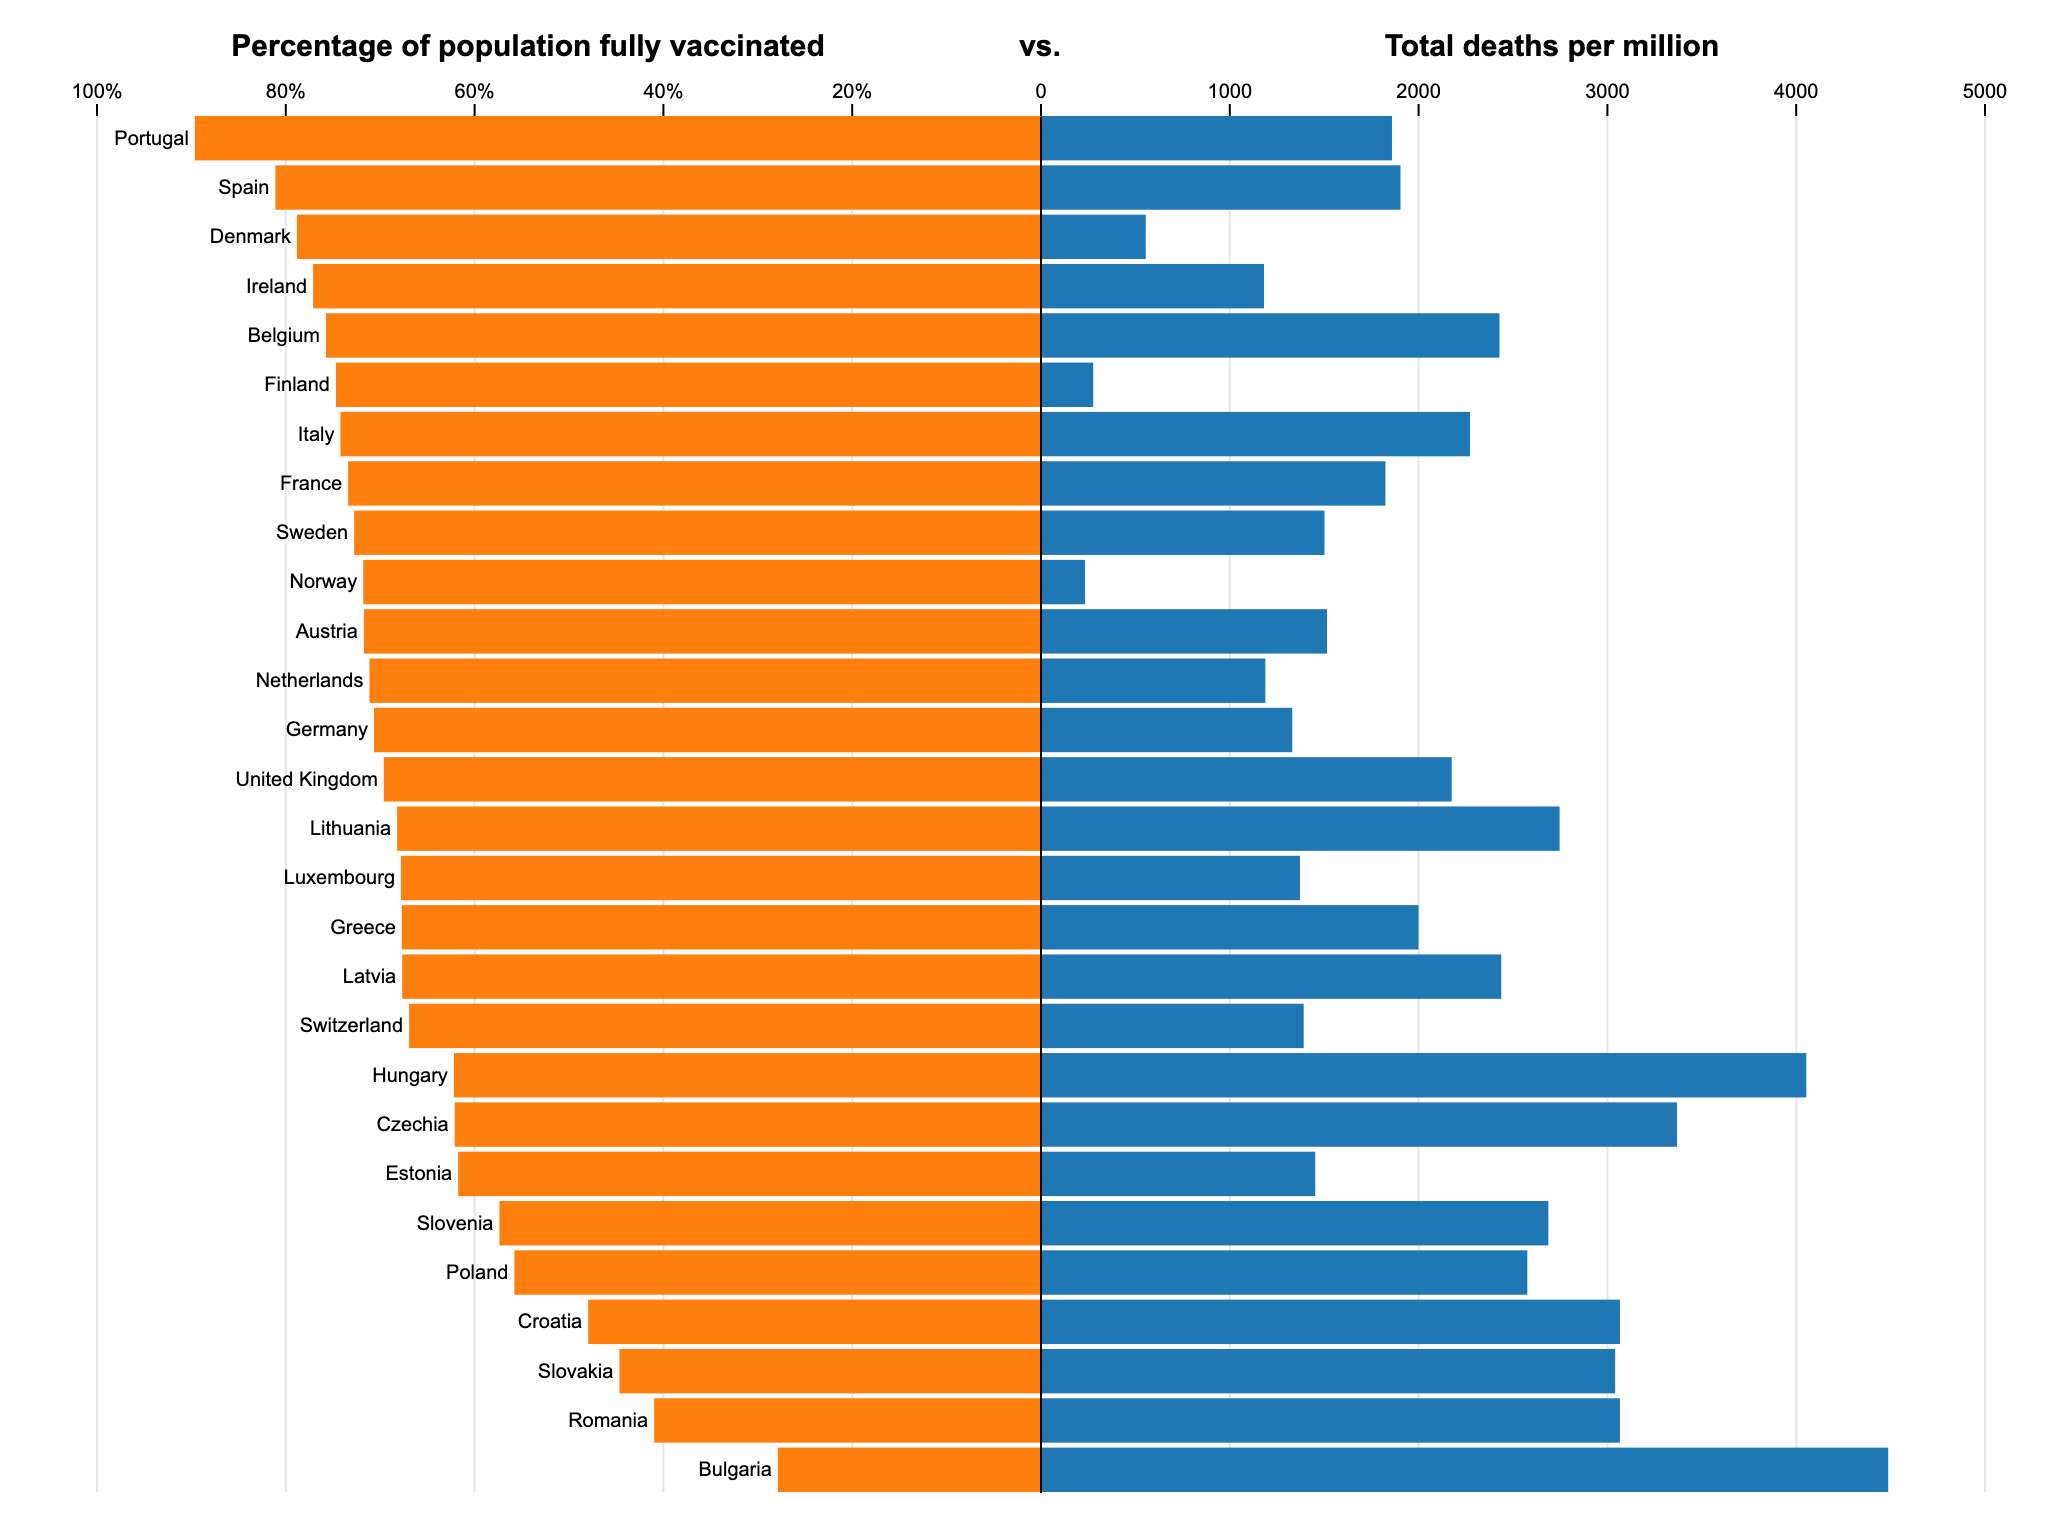 Percentage of population fully vaccinated vs. Total deaths per million
100% 80% 60% 40% 20% 0 1000 2000 3000 4000 5000
Portugal
Spain
Denmark
Ireland
Belgium
Finland
Italy
France
Sweden
Norway
Austria
Netherlands
Germany
United Kingdom
Lithuania
Luxembourg
Greece
Latvia
Switzerland
Hungary
Czechia
Estonia
Slovenia
Poland
Croatia
Slovakia
Romania
Bulgaria